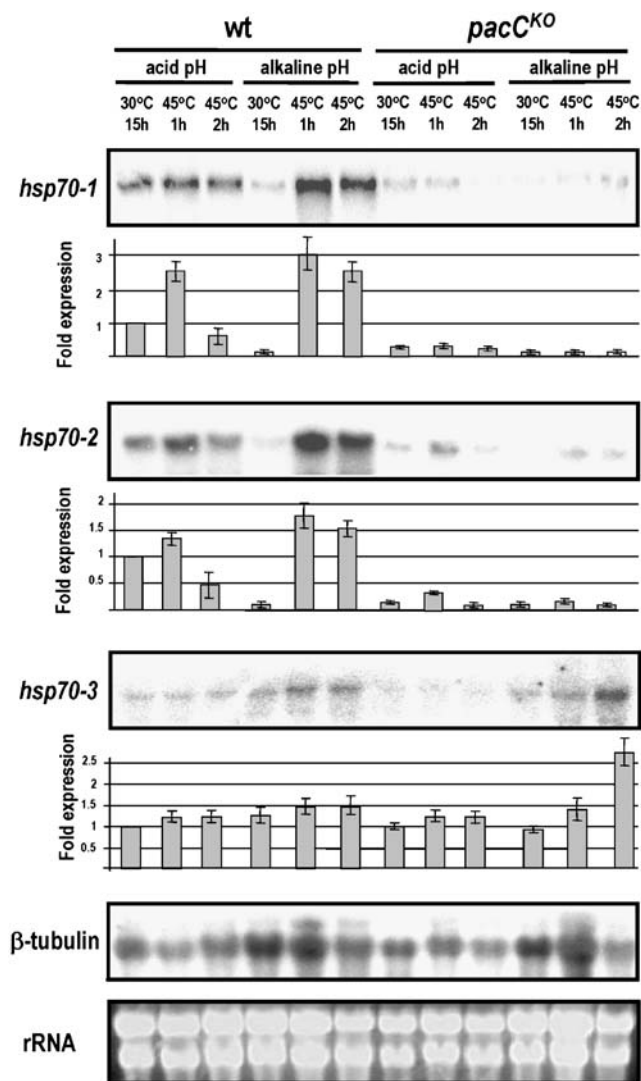 wt pacC^KO
acid pH alkaline pH acid pH alkaline pH
30°C 45°C 45°C 30°C 45°C 45°C 30°C 45°C 45°C 30°C 45°C 45°C
15h 1h 2h 15h 1h 2h 15h 1h 2h 15h 1h 2h
hsp70-1
Fold expression
3
2
1
hsp70-2
Fold expression
2
1.5
1
0.5
hsp70-3
Fold expression
2.5
2
1.5
1
0.5
β-tubulin
rRNA